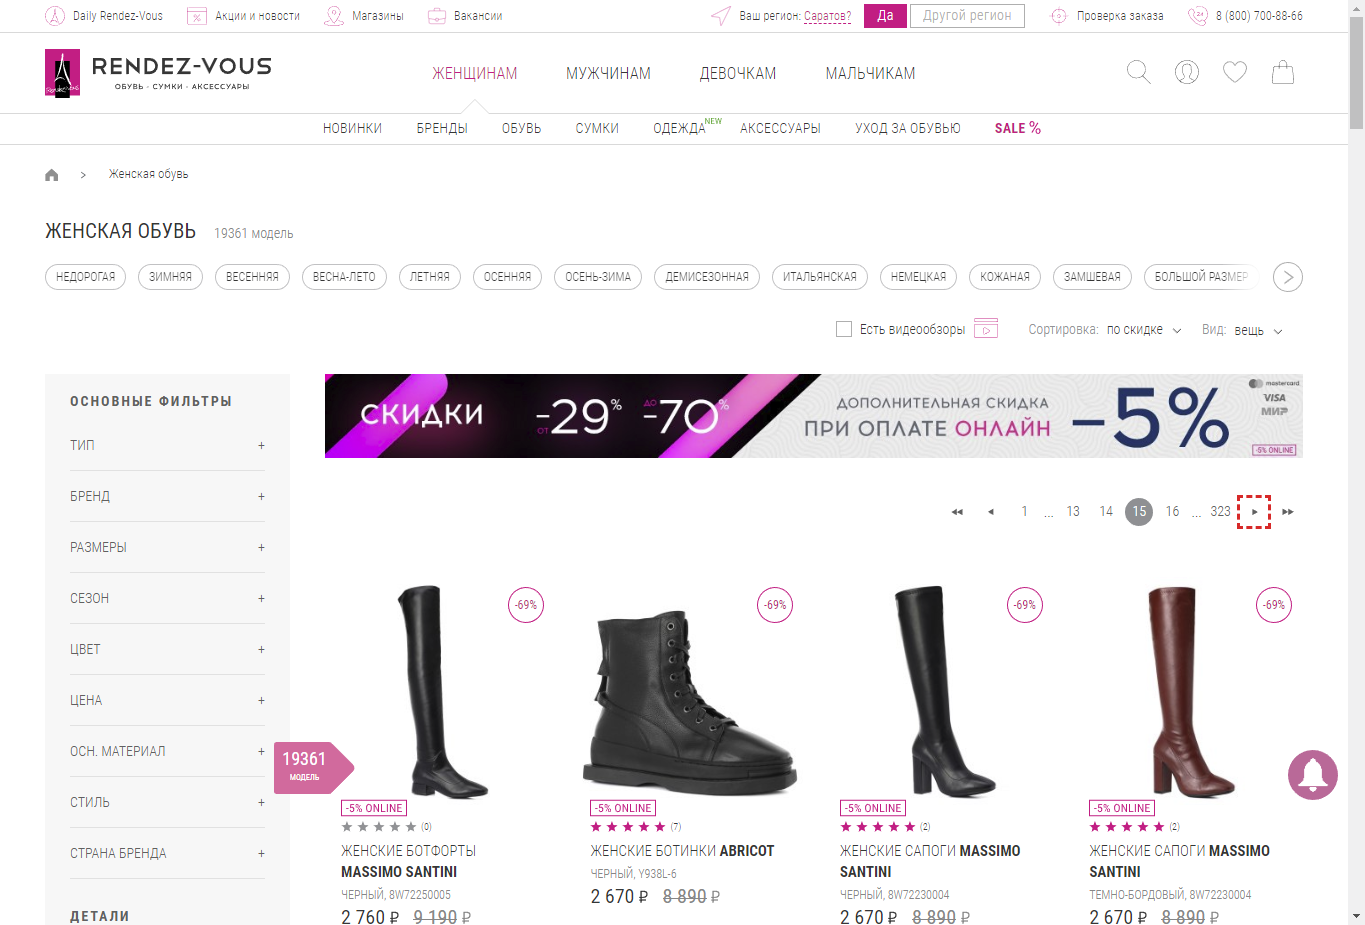 Daily Rendez-Vous Акции и новости Магазины Вакансии Ваш регион: Саратов? Да Другой регион Проверка заказа 8 (800) 700-88-66
RENDEZ-VOUS
ОБУВЬ · СУМКИ · АКСЕССУАРЫ
ЖЕНЩИНАМ МУЖЧИНАМ ДЕВОЧКАМ МАЛЬЧИКАМ
НОВИНКИ БРЕНДЫ ОБУВЬ СУМКИ ОДЕЖДА NEW АКСЕССУАРЫ УХОД ЗА ОБУВЬЮ SALE %
Женская обувь
ЖЕНСКАЯ ОБУВЬ 19361 модель
НЕДОРОГАЯ ЗИМНЯЯ ВЕСЕННЯЯ ВЕСНА-ЛЕТО ЛЕТНЯЯ ОСЕННЯЯ ОСЕНЬ-ЗИМА ДЕМИСЕЗОННАЯ ИТАЛЬЯНСКАЯ НЕМЕЦКАЯ КОЖАНАЯ ЗАМШЕВАЯ БОЛЬШОЙ РАЗМЕР
Есть видеообзоры Сортировка: по скидке Вид: вещь
ОСНОВНЫЕ ФИЛЬТРЫ
ТИП +
БРЕНД +
РАЗМЕРЫ +
СЕЗОН +
ЦВЕТ +
ЦЕНА +
ОСН. МАТЕРИАЛ +
СТИЛЬ +
СТРАНА БРЕНДА +
ДЕТАЛИ
19361
МОДЕЛЬ
СКИДКИ ОТ -29% ДО -70%
ДОПОЛНИТЕЛЬНАЯ СКИДКА
ПРИ ОПЛАТЕ ОНЛАЙН
-5%
mastercard
VISA
МИР
-5% ONLINE
1 ... 13 14 15 16 ... 323
-69%
-5% ONLINE
(0)
ЖЕНСКИЕ БОТФОРТЫ
MASSIMO SANTINI
ЧЕРНЫЙ, 8W72250005
2 760 ₽ 9 190 ₽
-69%
-5% ONLINE
(7)
ЖЕНСКИЕ БОТИНКИ ABRICOT
ЧЕРНЫЙ, Y938L-6
2 670 ₽ 8 890 ₽
-69%
-5% ONLINE
(2)
ЖЕНСКИЕ САПОГИ MASSIMO
SANTINI
ЧЕРНЫЙ, 8W72230004
2 670 ₽ 8 890 ₽
-69%
-5% ONLINE
(2)
ЖЕНСКИЕ САПОГИ MASSIMO
SANTINI
ТЕМНО-БОРДОВЫЙ, 8W72230004
2 670 ₽ 8 890 ₽